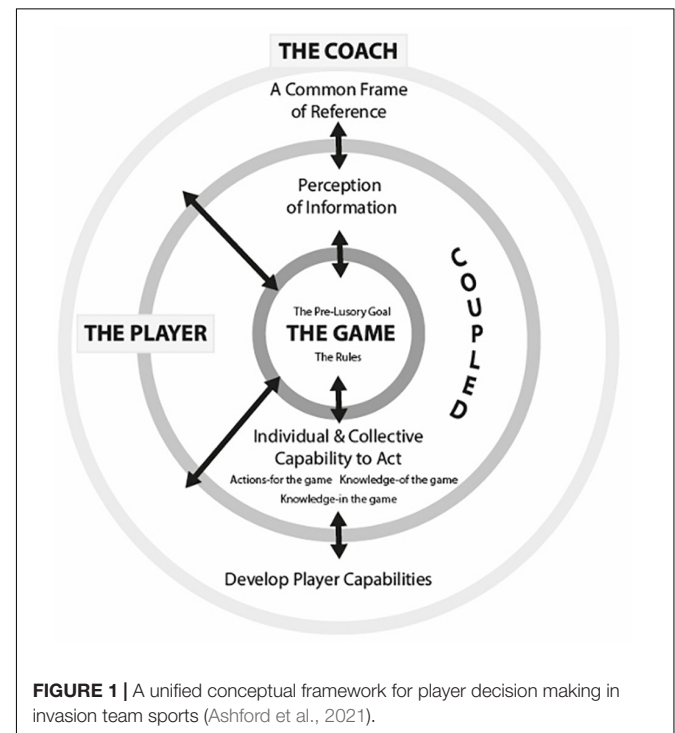 THE COACH
A Common Frame
of Reference
Perception
of Information
COUPLED
The Pre-Lusory Goal
THE GAME
The Rules
THE PLAYER
Individual & Collective
Capability to Act
Actions-for the game Knowledge-of the game
Knowledge-in the game
Develop Player Capabilities
FIGURE 1 | A unified conceptual framework for player decision making in
invasion team sports (Ashford et al., 2021).